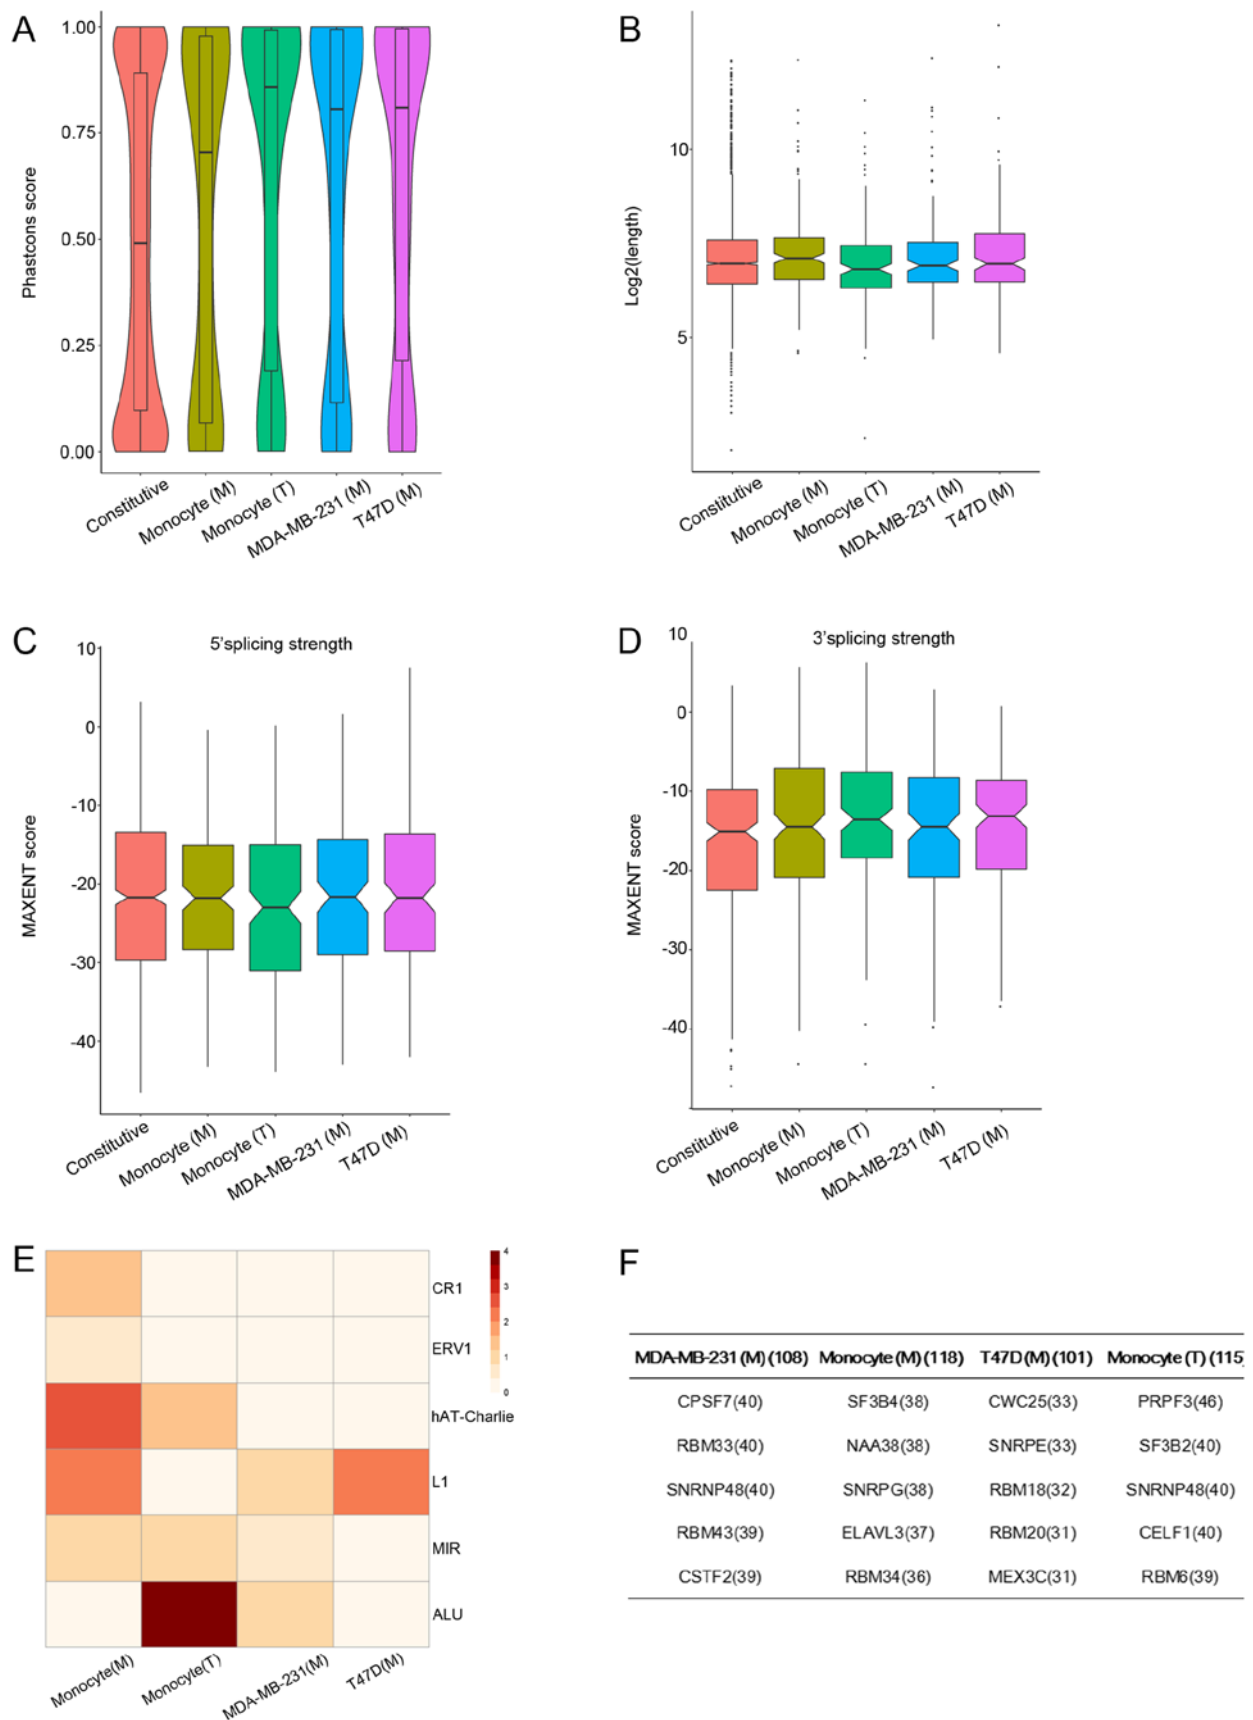 A
1.00
0.75
0.50
0.25
0.00
Phastcons score
Constitutive
Monocyte (M)
Monocyte (T)
MDA-MB-231 (M)
T47D (M)
B
10
5
Log2(length)
Constitutive
Monocyte (M)
Monocyte (T)
MDA-MB-231 (M)
T47D (M)
C
5'splicing strength
10
0
-10
-20
-30
-40
MAXENT score
Constitutive
Monocyte (M)
Monocyte (T)
MDA-MB-231 (M)
T47D (M)
D
3'splicing strength
10
0
-10
-20
-30
-40
MAXENT score
Constitutive
Monocyte (M)
Monocyte (T)
MDA-MB-231 (M)
T47D (M)
E
4
3
2
1
0
CR1
ERV1
hAT-Charlie
L1
MIR
ALU
Monocyte(M)
Monocyte(T)
MDA-MB-231(M)
T47D(M)
F
MDA-MB-231 (M) (108) Monocyte (M) (118) T47D (M) (101) Monocyte (T) (115)
CPSF7(40) SF3B4(38) CWC25(33) PRPF3(46)
RBM33(40) NAA38(38) SNRPE(33) SF3B2(40)
SNRNP48(40) SNRPG(38) RBM18(32) SNRNP48(40)
RBM43(39) ELAVL3(37) RBM20(31) CELF1(40)
CSTF2(39) RBM34(36) MEX3C(31) RBM6(39)